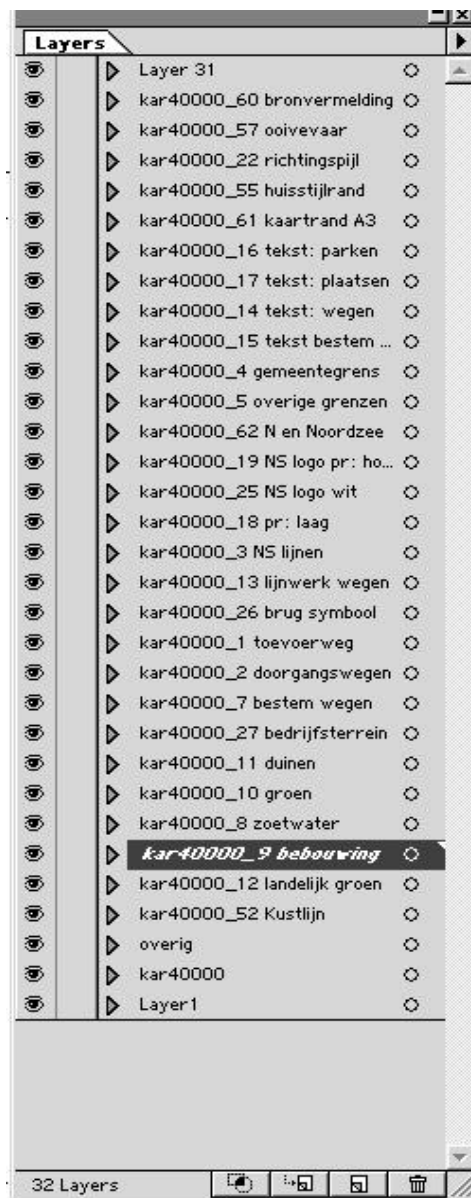 Layers
Layer 31
kar40000_60 bronvermelding
kar40000_57 ooivevaar
kar40000_22 richtingspijl
kar40000_55 huisstijlrand
kar40000_61 kaartrand A3
kar40000_16 tekst: parken
kar40000_17 tekst: plaatsen
kar40000_14 tekst: wegen
kar40000_15 tekst bestem ...
kar40000_4 gemeentegrens
kar40000_5 overige grenzen
kar40000_62 N en Noordzee
kar40000_19 NS logo pr: ho...
kar40000_25 NS logo wit
kar40000_18 pr: laag
kar40000_3 NS lijnen
kar40000_13 lijnwerk wegen
kar40000_26 brug symbool
kar40000_1 toevoerweg
kar40000_2 doorgangswegen
kar40000_7 bestem wegen
kar40000_27 bedrijfsterrein
kar40000_11 duinen
kar40000_10 groen
kar40000_8 zoetwater
kar40000_9 bebouwing
kar40000_12 landelijk groen
kar40000_52 Kustlijn
overig
kar40000
Layer1
32 Layers